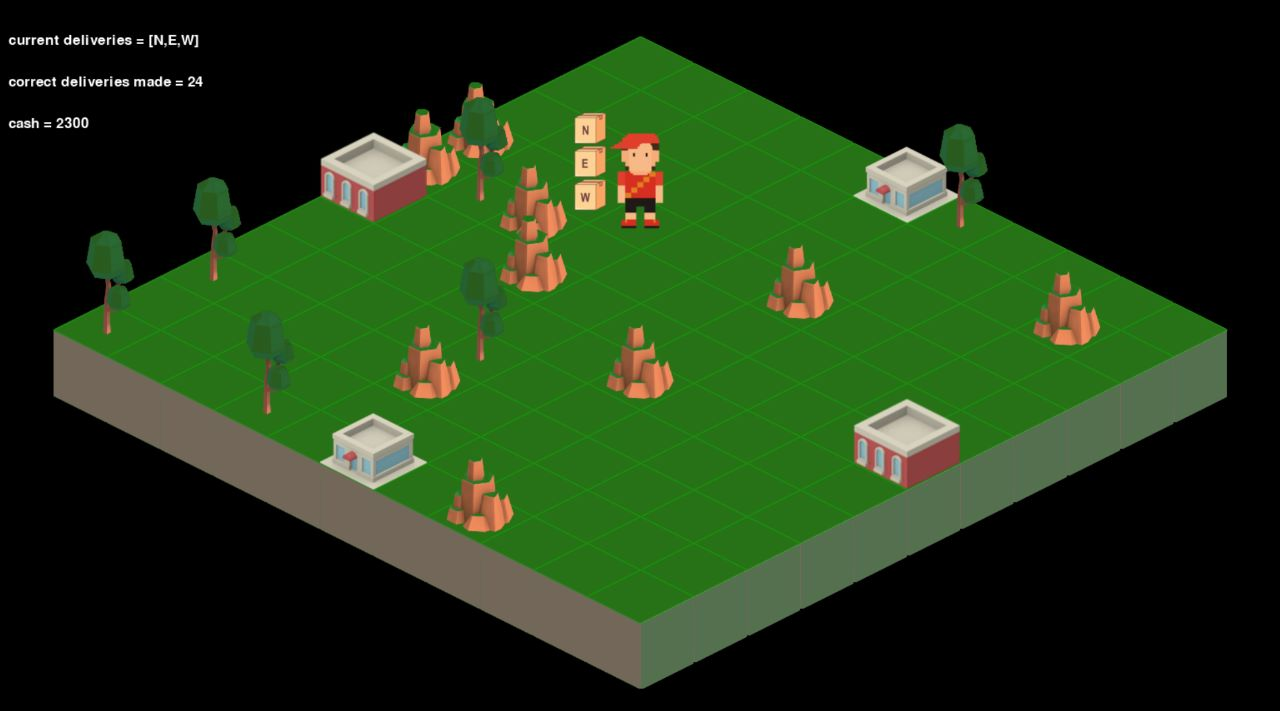 current deliveries = [N,E,W]
correct deliveries made = 24
cash = 2300
N
E
W